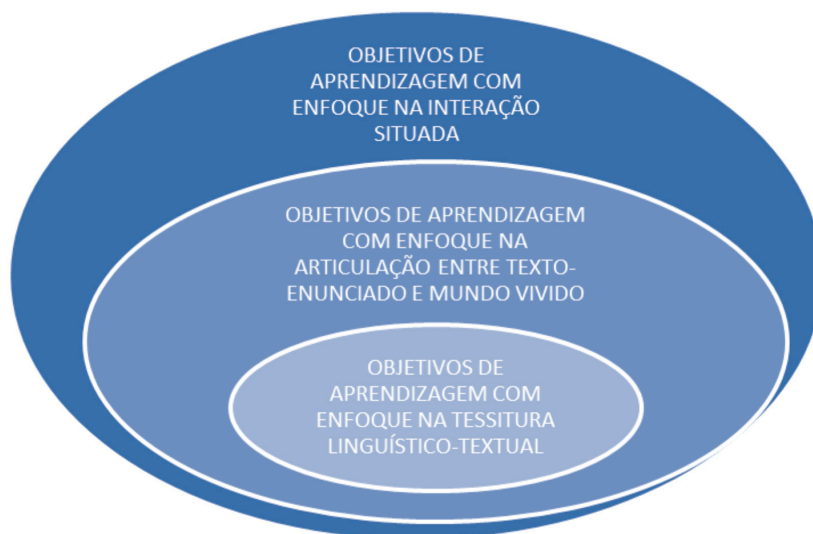 OBJETIVOS DE
APRENDIZAGEM COM
ENFOQUE NA INTERAÇÃO
SITUADA
OBJETIVOS DE APRENDIZAGEM
COM ENFOQUE NA
ARTICULAÇÃO ENTRE TEXTO-
ENUNCIADO E MUNDO VIVIDO
OBJETIVOS DE
APRENDIZAGEM COM
ENFOQUE NA TESSITURA
LINGUÍSTICO-TEXTUAL